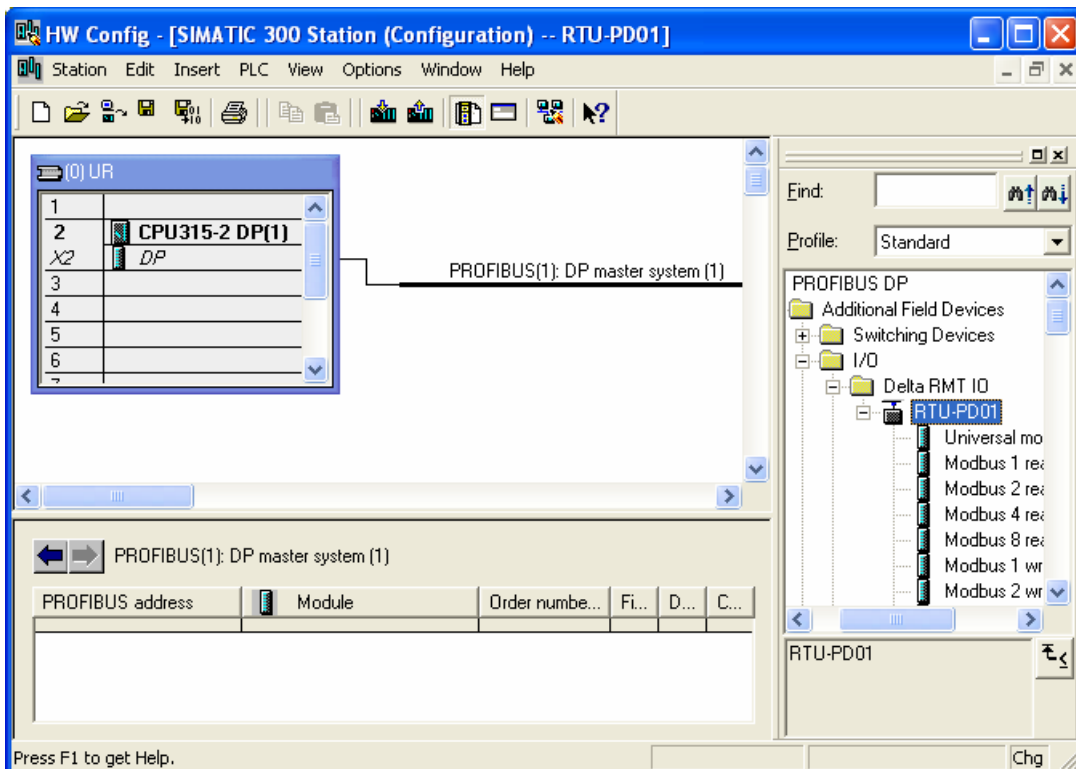 HW Config - [SIMATIC 300 Station (Configuration) -- RTU-PD01]
Station Edit Insert PLC View Options Window Help
(0) UR
1
2 CPU315-2 DP(1)
X2 DP
3
4
5
6
7
PROFIBUS(1): DP master system (1)
Find:
Profile: Standard
PROFIBUS DP
Additional Field Devices
Switching Devices
I/O
Delta RMT IO
RTU-PD01
Universal mo
Modbus 1 rea
Modbus 2 rea
Modbus 4 rea
Modbus 8 rea
Modbus 1 wr
Modbus 2 wr
RTU-PD01
PROFIBUS(1): DP master system (1)
PROFIBUS address Module Order numbe... Fi... D... C...
Press F1 to get Help.
Chg